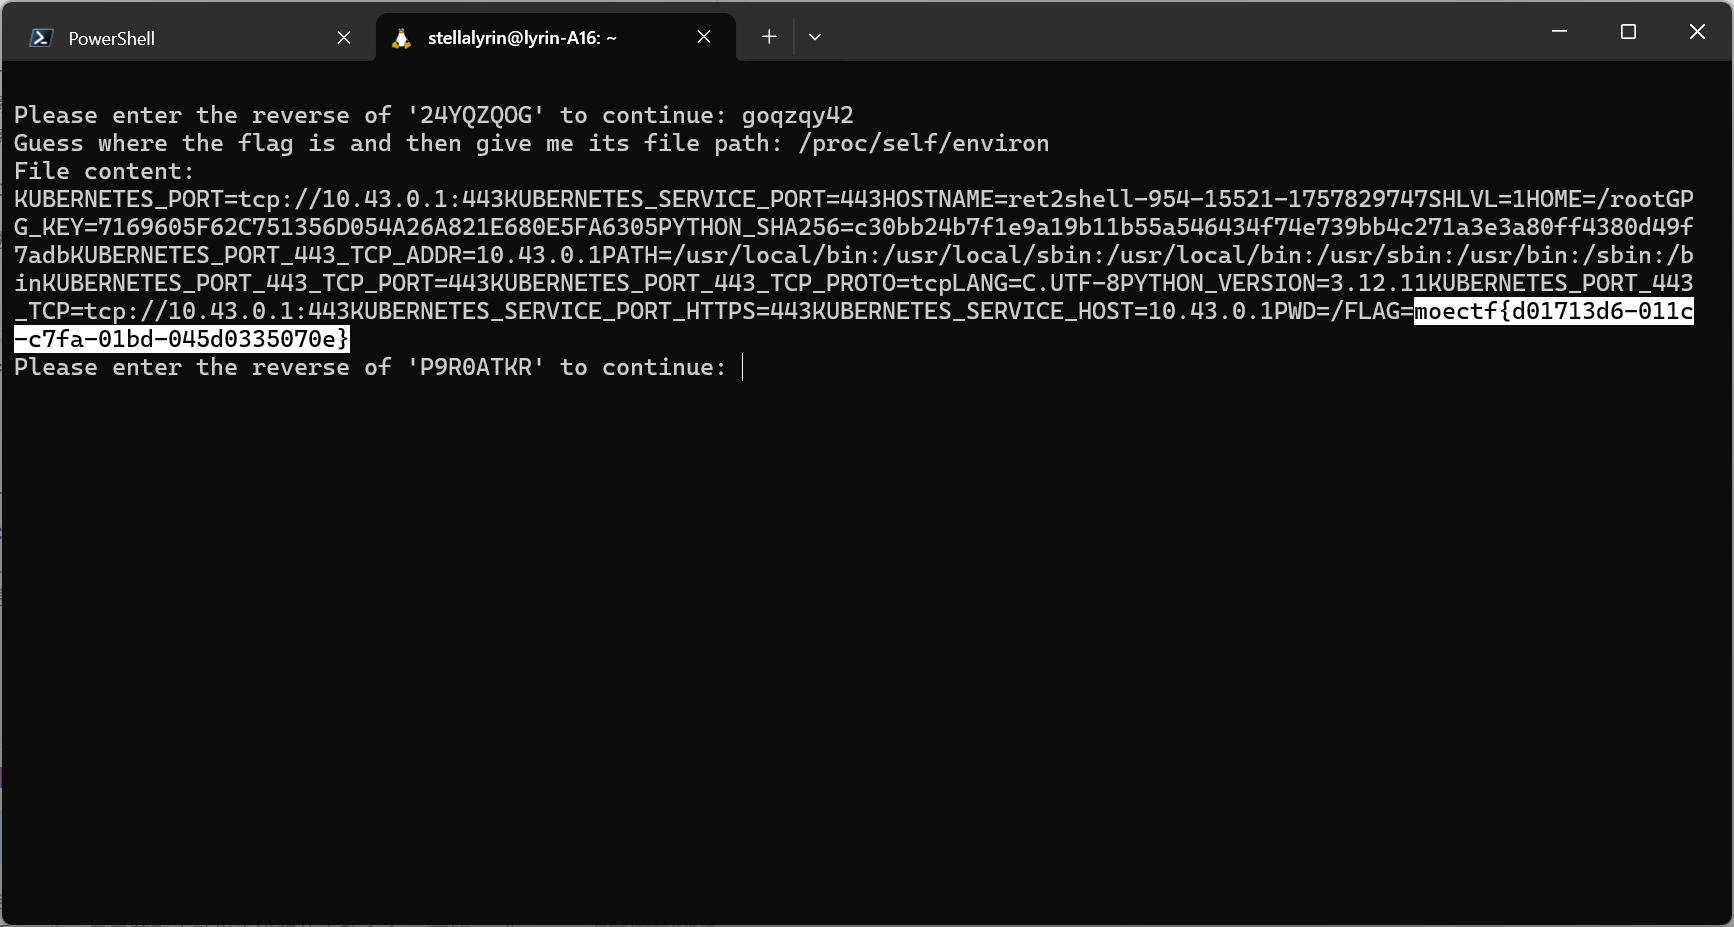 PowerShell
stellalyrin@lyrin-A16: ~
Please enter the reverse of '24YQZQOG' to continue: goqzqy42
Guess where the flag is and then give me its file path: /proc/self/environ
File content:
KUBERNETES_PORT=tcp://10.43.0.1:443KUBERNETES_SERVICE_PORT=443HOSTNAME=ret2shell-954-15521-1757829747SHLVL=1HOME=/rootGP
G_KEY=7169605F62C751356D054A26A821E680E5FA6305PYTHON_SHA256=c30bb24b7f1e9a19b11b55a546434f74e739bb4c271a3e3a80ff4380d49f
7adbKUBERNETES_PORT_443_TCP_ADDR=10.43.0.1PATH=/usr/local/bin:/usr/local/sbin:/usr/local/bin:/usr/sbin:/usr/bin:/sbin:/b
inKUBERNETES_PORT_443_TCP_PORT=443KUBERNETES_PORT_443_TCP_PROTO=tcpLANG=C.UTF-8PYTHON_VERSION=3.12.11KUBERNETES_PORT_443
_TCP=tcp://10.43.0.1:443KUBERNETES_SERVICE_PORT_HTTPS=443KUBERNETES_SERVICE_HOST=10.43.0.1PWD=/FLAG=moectf{d01713d6-011c
-c7fa-01bd-045d0335070e}
Please enter the reverse of 'P9R0ATKR' to continue: